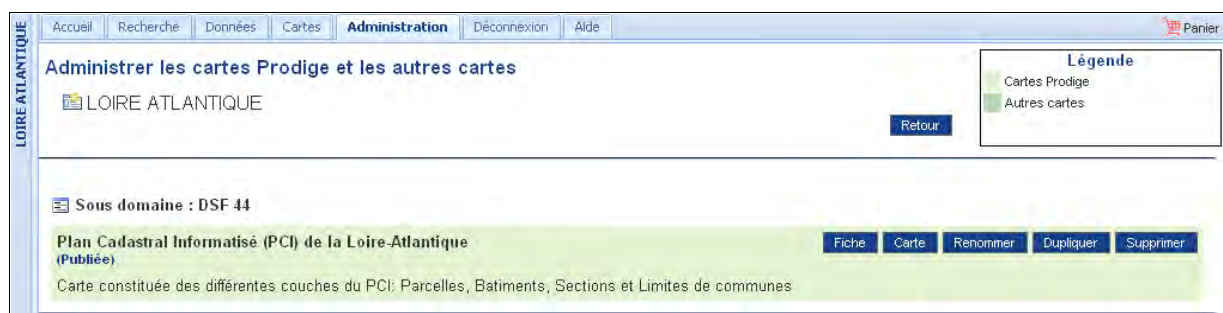 LOIRE ATLANTIQUE
Accueil Recherche Données Cartes Administration Déconnexion Aide Panier
Administrer les cartes Prodige et les autres cartes
LOIRE ATLANTIQUE
Retour
Légende
Cartes Prodige
Autres cartes
Sous domaine : DSF 44
Plan Cadastral Informatisé (PCI) de la Loire-Atlantique
(Publiée)
Fiche Carte Renommer Dupliquer Supprimer
Carte constituée des différentes couches du PCI: Parcelles, Batiments, Sections et Limites de communes